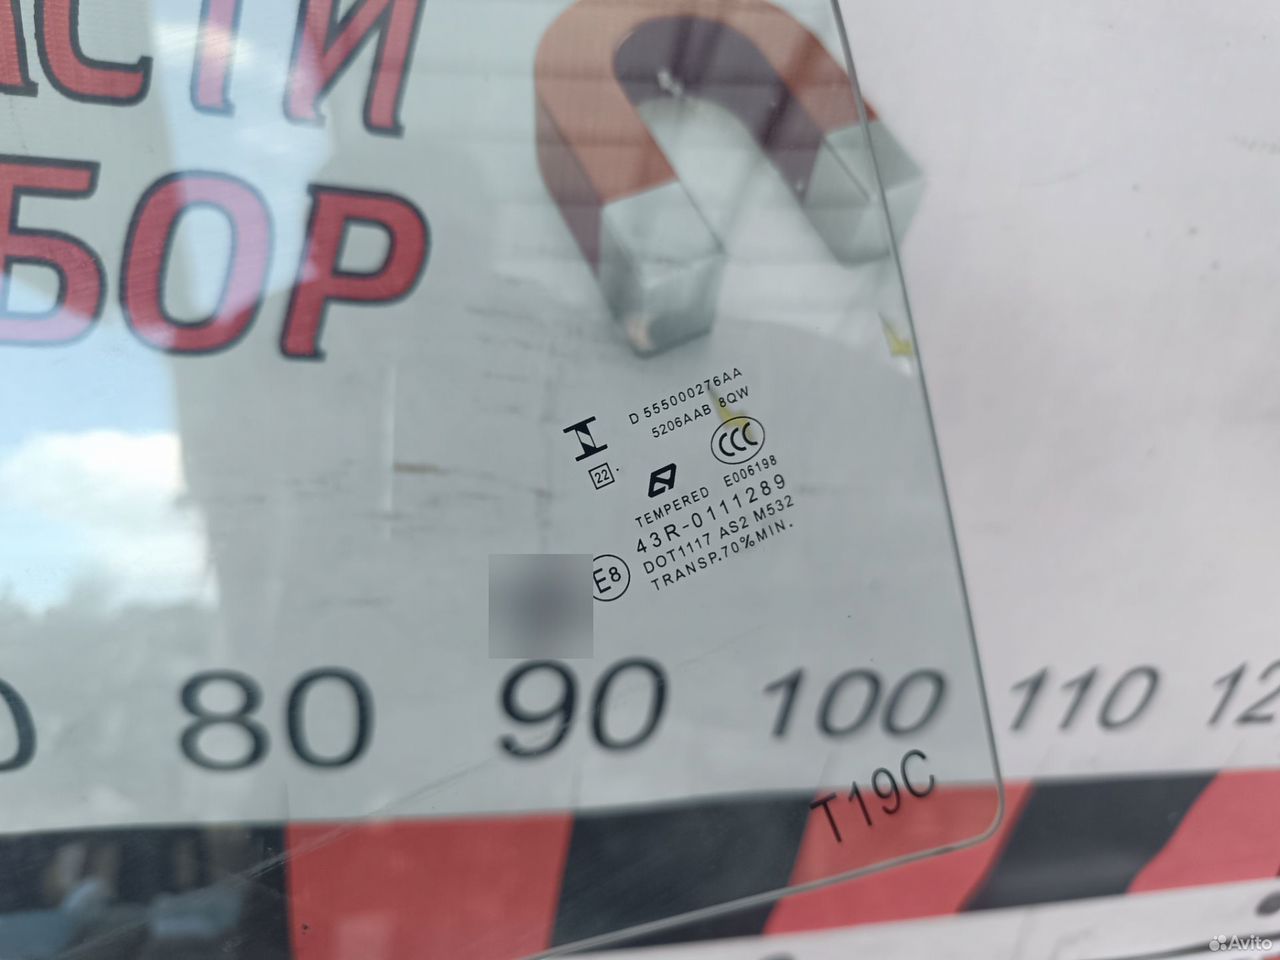 АСТИ
БОР
D 555000276AA
5206AAB 8QW
CCC
22
TEMPERED E006198
43R-0111289
DOT1117 AS2 M532
TRANSP.70%MIN.
E8
80 90 100 110
T19C
Avito